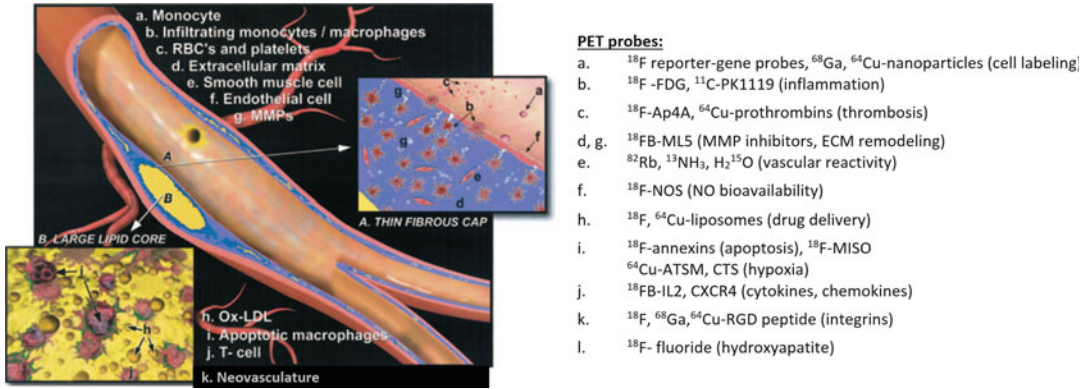 a. Monocyte
b. Infiltrating monocytes / macrophages
c. RBC's and platelets
d. Extracellular matrix
e. Smooth muscle cell
f. Endothelial cell
g. MMPs
A
B
g
c
b
a
g
f
e
d
A. THIN FIBROUS CAP
B. LARGE LIPID CORE
i
h
j
h. Ox-LDL
i. Apoptotic macrophages
j. T- cell
k. Neovasculature
PET probes:
a. ¹⁸F reporter-gene probes, ⁶⁸Ga, ⁶⁴Cu-nanoparticles (cell labeling)
b. ¹⁸F -FDG, ¹¹C-PK1119 (inflammation)
c. ¹⁸F-Ap4A, ⁶⁴Cu-prothrombins (thrombosis)
d, g. ¹⁸FB-ML5 (MMP inhibitors, ECM remodeling)
e. ⁸²Rb, ¹³NH₃, H₂¹⁵O (vascular reactivity)
f. ¹⁸F-NOS (NO bioavailability)
h. ¹⁸F, ⁶⁴Cu-liposomes (drug delivery)
i. ¹⁸F-annexins (apoptosis), ¹⁸F-MISO
⁶⁴Cu-ATSM, CTS (hypoxia)
j. ¹⁸FB-IL2, CXCR4 (cytokines, chemokines)
k. ¹⁸F, ⁶⁸Ga,⁶⁴Cu-RGD peptide (integrins)
l. ¹⁸F- fluoride (hydroxyapatite)